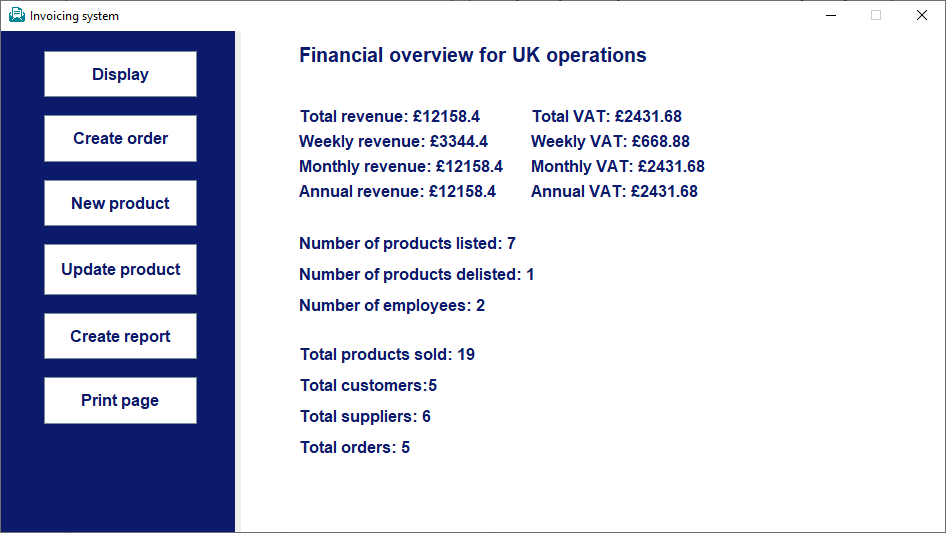 Invoicing system
Display
Create order
New product
Update product
Create report
Print page
Financial overview for UK operations
Total revenue: £12158.4 Total VAT: £2431.68
Weekly revenue: £3344.4 Weekly VAT: £668.88
Monthly revenue: £12158.4 Monthly VAT: £2431.68
Annual revenue: £12158.4 Annual VAT: £2431.68
Number of products listed: 7
Number of products delisted: 1
Number of employees: 2
Total products sold: 19
Total customers:5
Total suppliers: 6
Total orders: 5